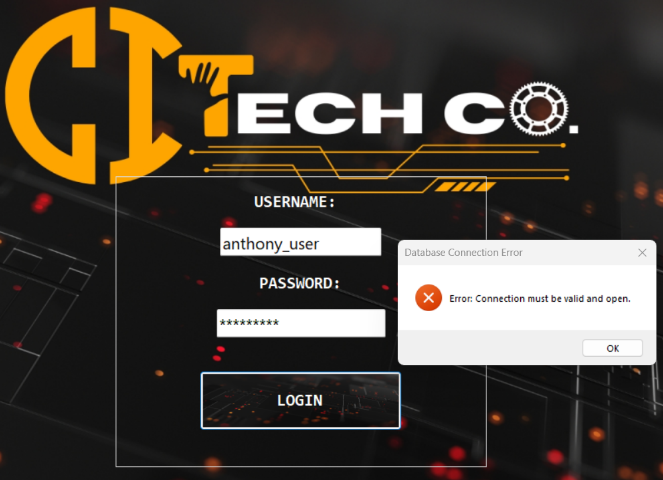 CI TECH CO.
USERNAME:
anthony_user
Database Connection Error
PASSWORD:
Error: Connection must be valid and open.
*********
OK
LOGIN